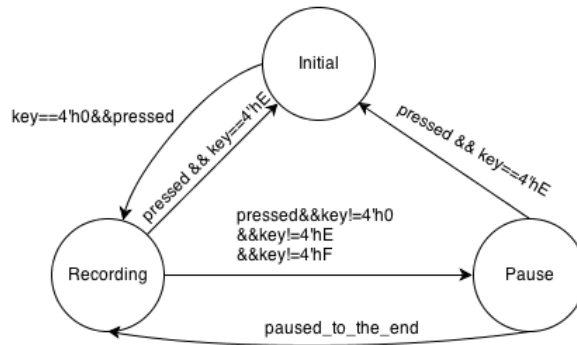 Initial
key==4'h0&&pressed
pressed && key==4'hE
pressed && key==4'hE
pressed&&key!=4'h0
&&key!=4'hE
&&key!=4'hF
Recording
Pause
paused_to_the_end